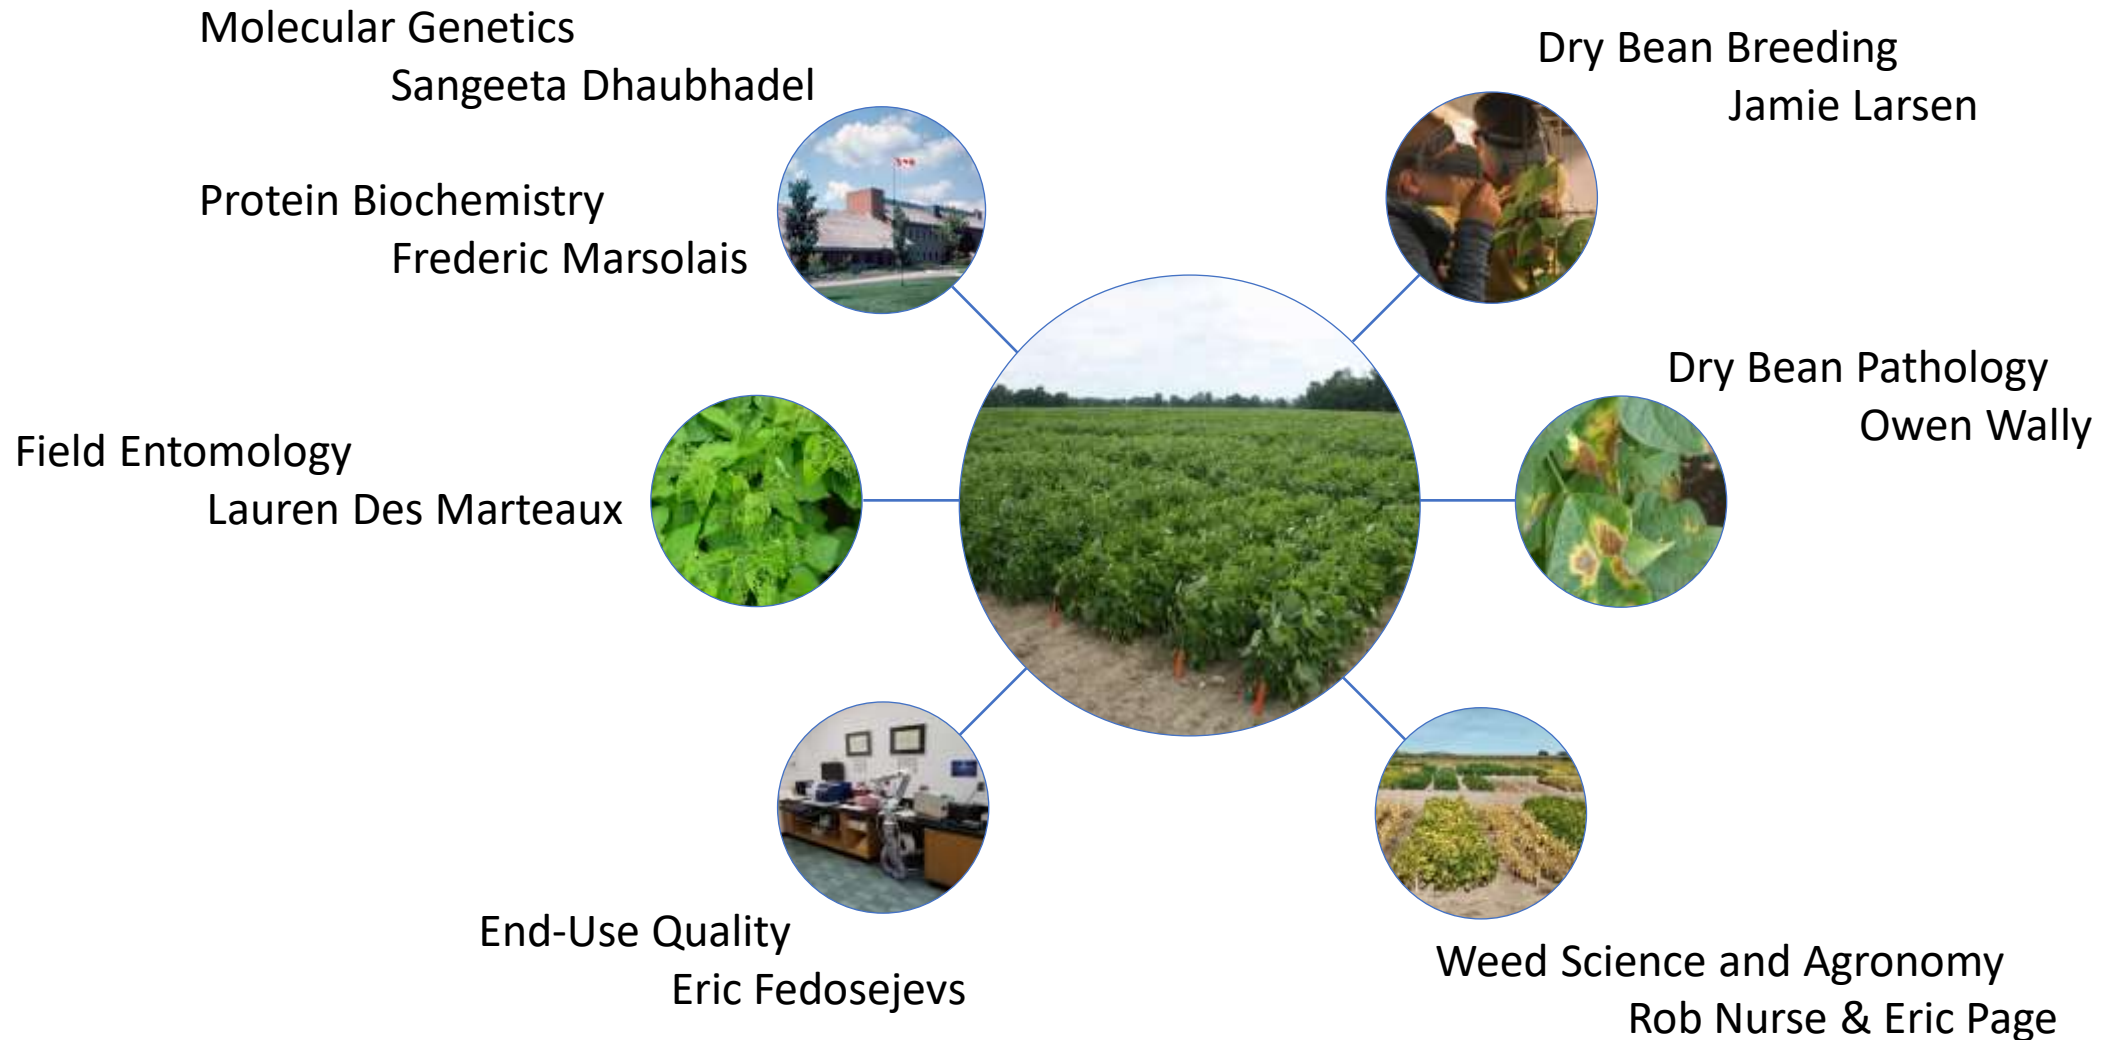 Molecular Genetics
Sangeeta Dhaubhadel
Protein Biochemistry
Frederic Marsolais
Field Entomology
Lauren Des Marteaux
End-Use Quality
Eric Fedosejevs
Dry Bean Breeding
Jamie Larsen
Dry Bean Pathology
Owen Wally
Weed Science and Agronomy
Rob Nurse & Eric Page